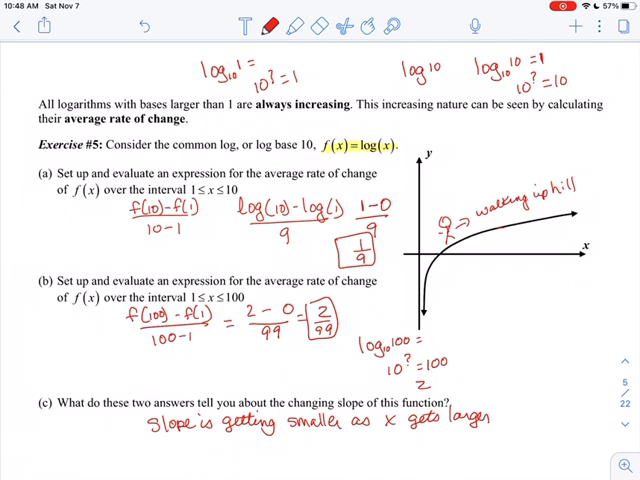 10:48 AM Sat Nov 7
57%
T
log₁₀1 =
10^? = 1
log 10
log₁₀10 = 1
10^? = 10
All logarithms with bases larger than 1 are always increasing. This increasing nature can be seen by calculating
their average rate of change.
Exercise #5: Consider the common log, or log base 10, f(x) = log(x).
(a) Set up and evaluate an expression for the average rate of change
of f(x) over the interval 1 ≤ x ≤ 10
f(10) - f(1) / 10 - 1
log(10) - log(1) / 9
1 - 0 / 9
1/9
y
⇒ walking up hill
x
(b) Set up and evaluate an expression for the average rate of change
of f(x) over the interval 1 ≤ x ≤ 100
f(100) - f(1) / 100 - 1 = 2 - 0 / 99 = 2/99
log₁₀100 =
10^? = 100
2
(c) What do these two answers tell you about the changing slope of this function?
Slope is getting smaller as x gets larger
5
/
22